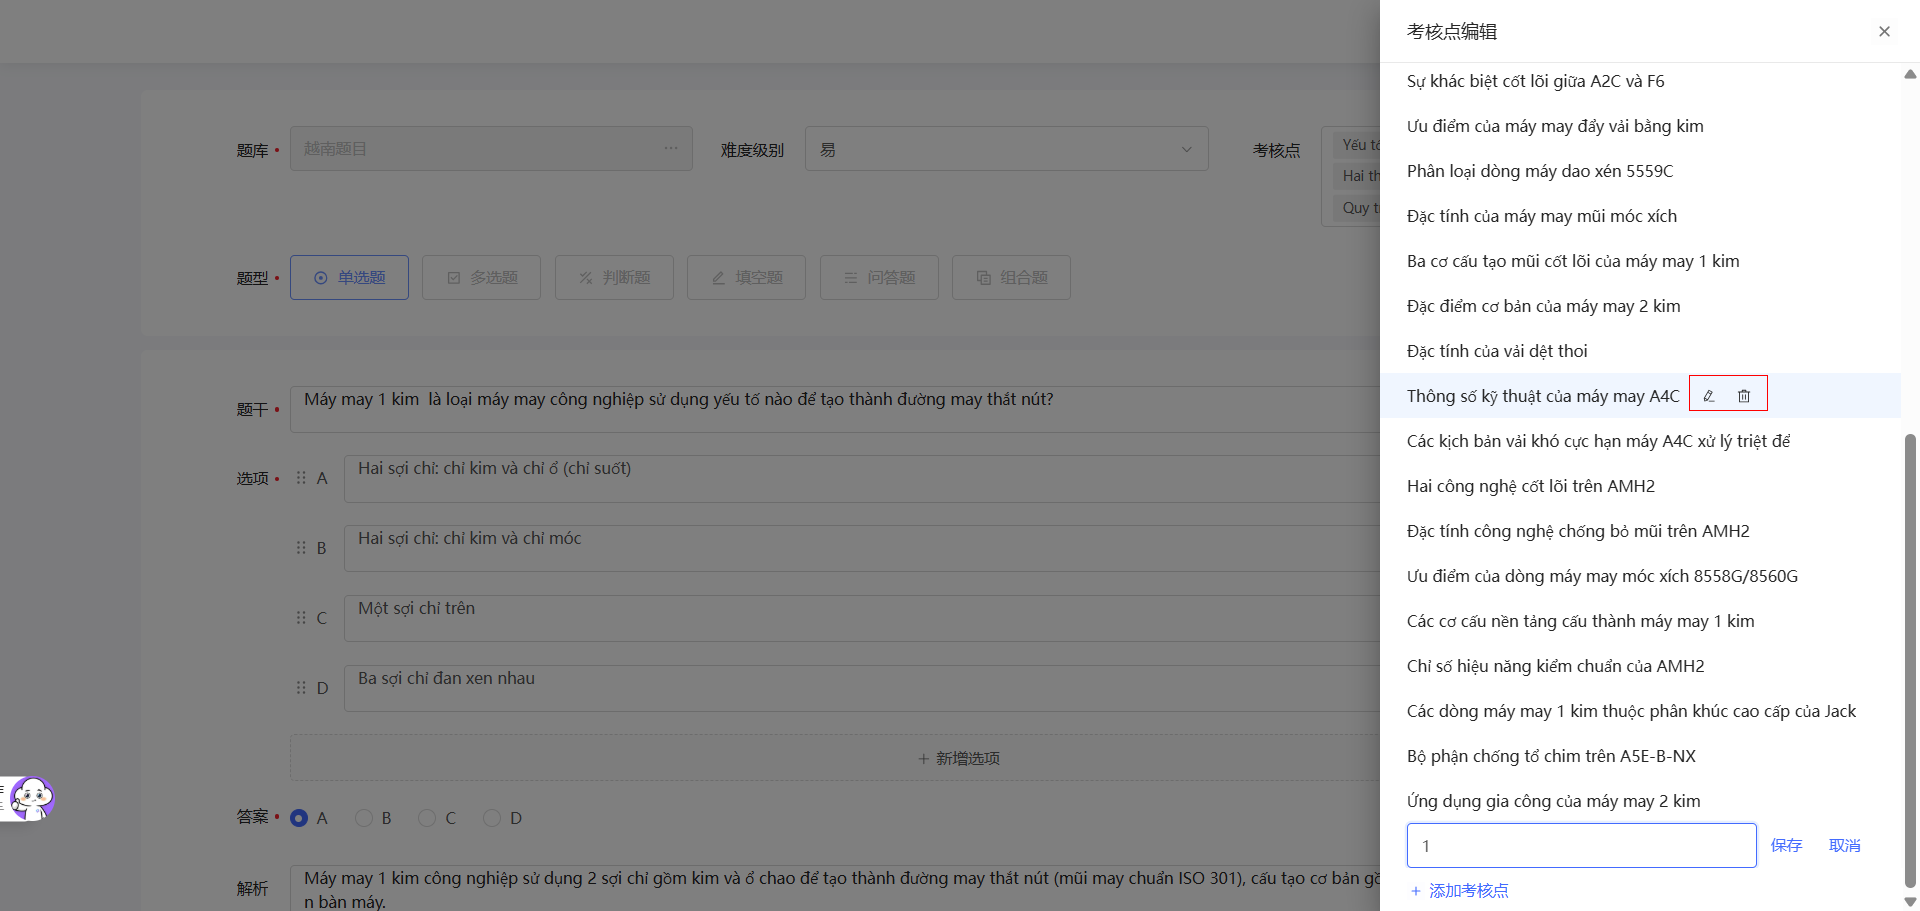 考核点编辑
题库
越南题目
难度级别
易
考核点
Yếu t
Hai th
Quy t
题型
单选题
多选题
判断题
填空题
问答题
组合题
题干
Máy may 1 kim  là loại máy may công nghiệp sử dụng yếu tố nào để tạo thành đường may thắt nút?
选项
A
Hai sợi chỉ: chỉ kim và chỉ ổ (chỉ suốt)
B
Hai sợi chỉ: chỉ kim và chỉ móc
C
Một sợi chỉ trên
D
Ba sợi chỉ đan xen nhau
+ 新增选项
答案
A
B
C
D
解析
Máy may 1 kim công nghiệp sử dụng 2 sợi chỉ gồm kim và ổ chao để tạo thành đường may thắt nút (mũi may chuẩn ISO 301), cấu tạo cơ bản gồ
n bàn máy.
Sự khác biệt cốt lõi giữa A2C và F6
Ưu điểm của máy may đẩy vải bằng kim
Phân loại dòng máy dao xén 5559C
Đặc tính của máy may mũi móc xích
Ba cơ cấu tạo mũi cốt lõi của máy may 1 kim
Đặc điểm cơ bản của máy may 2 kim
Đặc tính của vải dệt thoi
Thông số kỹ thuật của máy may A4C
Các kịch bản vải khó cực hạn máy A4C xử lý triệt để
Hai công nghệ cốt lõi trên AMH2
Đặc tính công nghệ chống bỏ mũi trên AMH2
Ưu điểm của dòng máy may móc xích 8558G/8560G
Các cơ cấu nền tảng cấu thành máy may 1 kim
Chỉ số hiệu năng kiểm chuẩn của AMH2
Các dòng máy may 1 kim thuộc phân khúc cao cấp của Jack
Bộ phận chống tổ chim trên A5E-B-NX
Ứng dụng gia công của máy may 2 kim
1
保存
取消
+ 添加考核点